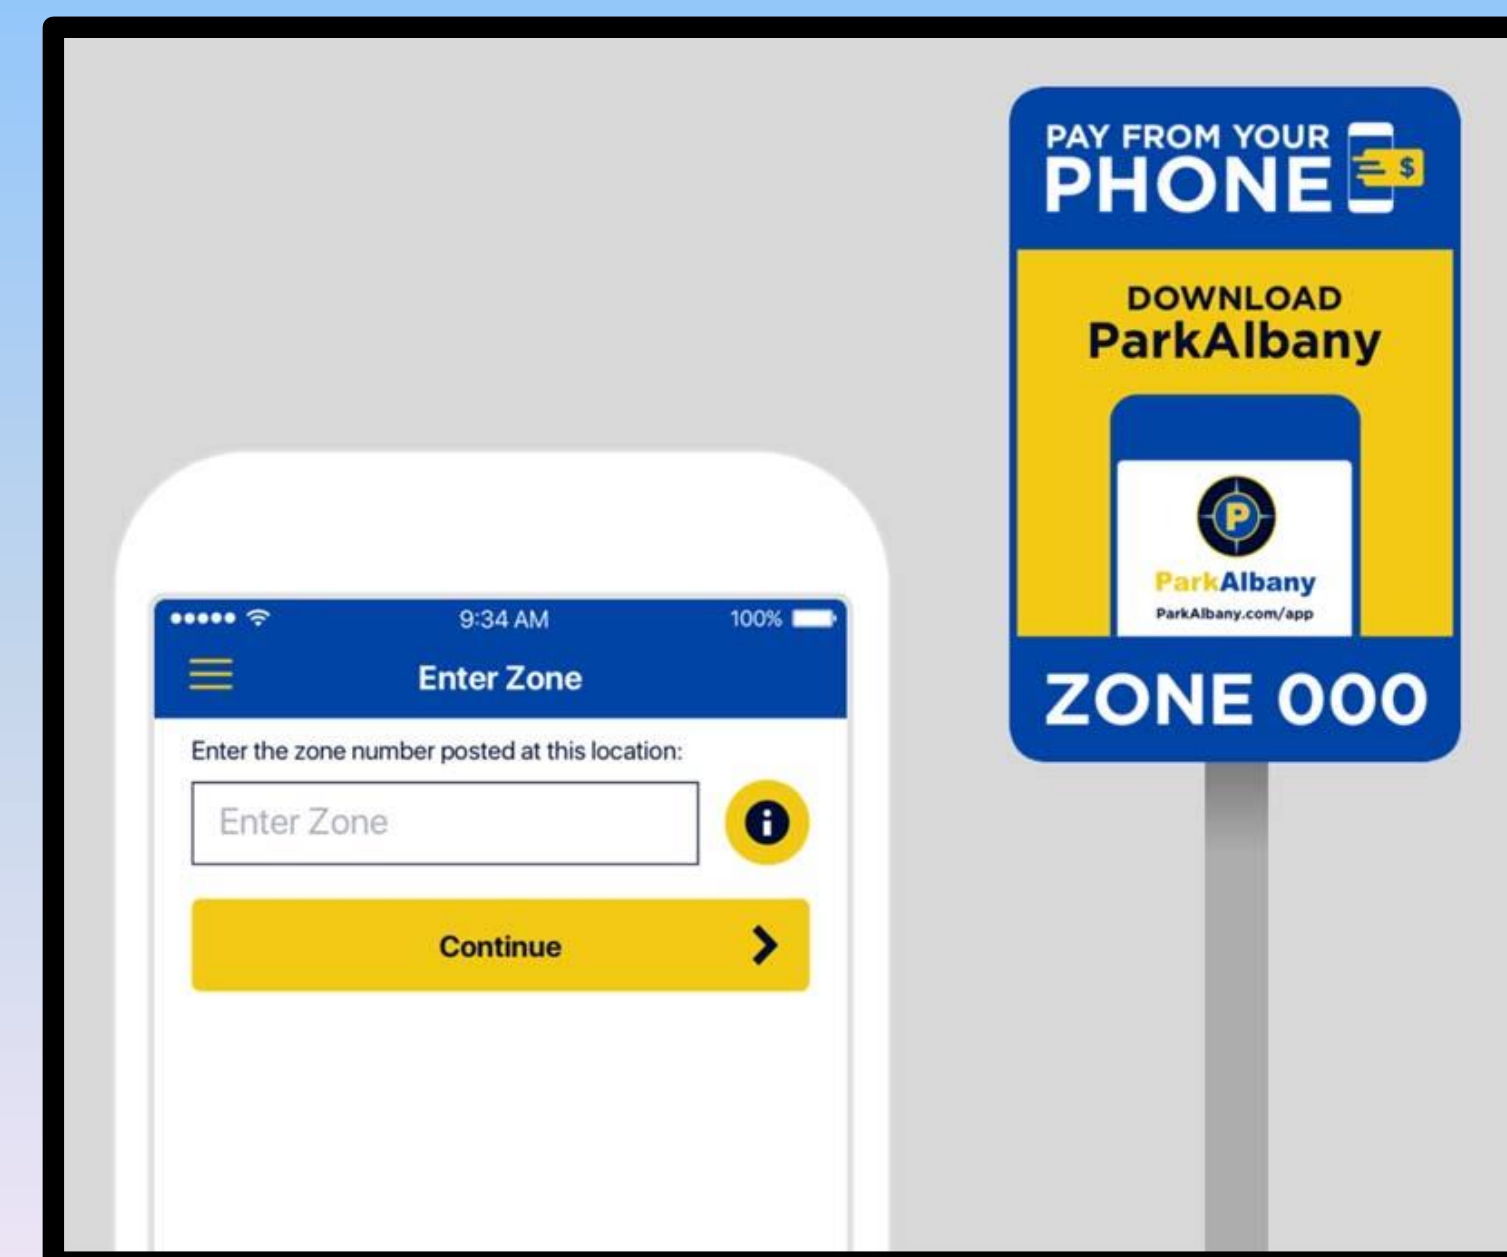 PAY FROM YOUR
PHONE
$
DOWNLOAD
ParkAlbany
P
ParkAlbany
ParkAlbany.com/app
ZONE 000
9:34 AM 100%
Enter Zone
Enter the zone number posted at this location:
Enter Zone
i
Continue